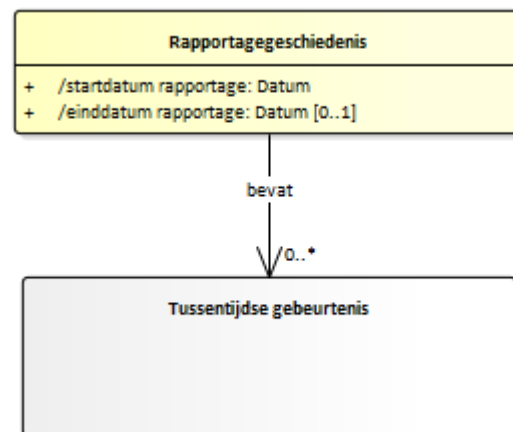 Rapportagegeschiedenis
+ /startdatum rapportage: Datum
+ /einddatum rapportage: Datum [0..1]
bevat
0..*
Tussentijdse gebeurtenis